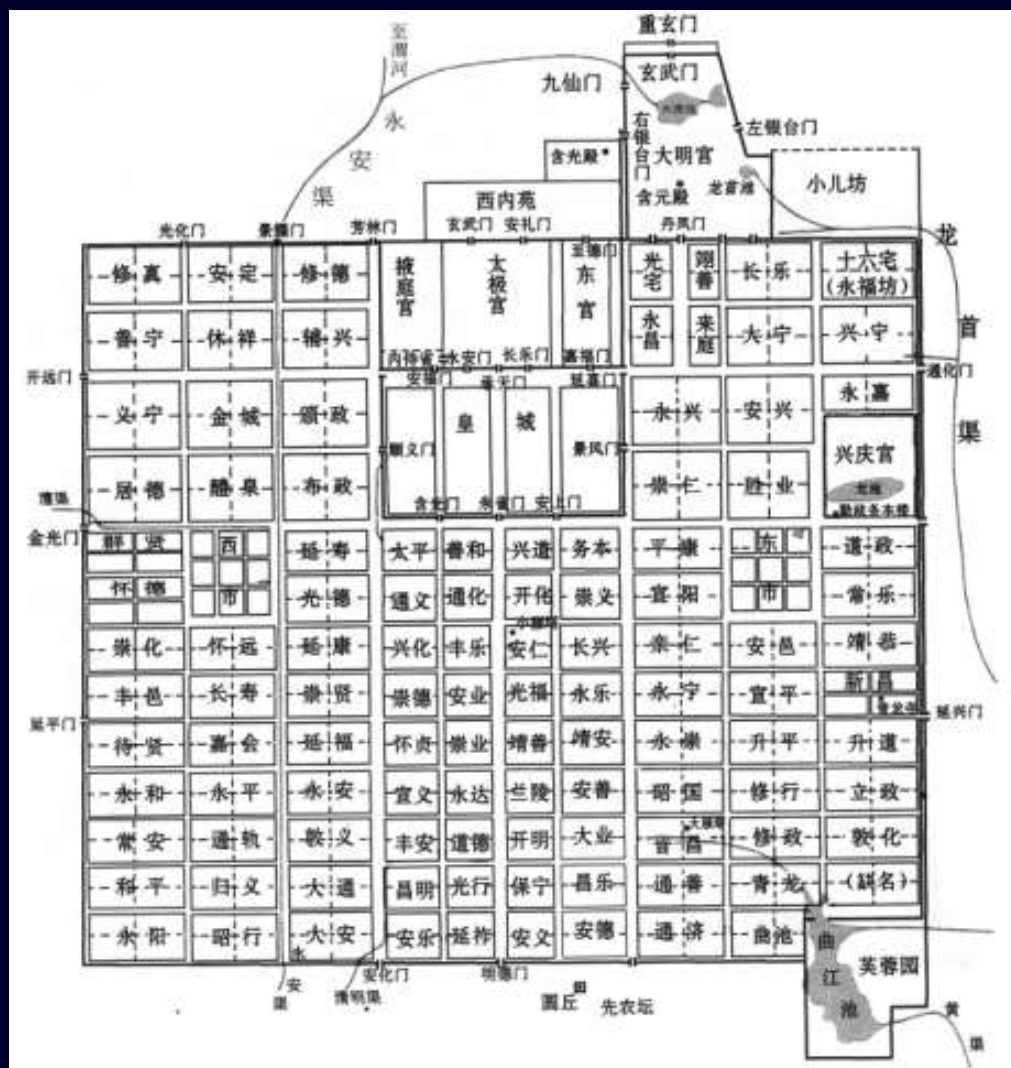 重玄门
至渭河
玄武门
九仙门
永安渠
右银台门
左银台门
含光殿
大明宫
含元殿
龙首池
小儿坊
西内苑
光化门
景耀门
芳林门
玄武门
安礼门
至德门
丹凤门
龙首渠
修真
安定
修德
掖庭宫
太极宫
东宫
光宅
翊善
长乐
十六宅
(永福坊)
普宁
休祥
辅兴
永昌
来庭
大宁
兴宁
永安门
长乐门
嘉福门
开远门
安福门
延喜门
通化门
义宁
金城
颁政
皇城
永兴
安兴
永嘉
顺义门
景风门
兴庆宫
居德
醴泉
布政
崇仁
胜业
龙池
勤政务本楼
含光门
朱雀门
安上门
金光门
群贤
西市
延寿
太平
善和
兴道
务本
平康
东市
道政
怀德
光德
通义
通化
开化
崇义
宣阳
常乐
崇化
怀远
延康
兴化
丰乐
安仁
长兴
亲仁
安邑
靖恭
丰邑
长寿
崇贤
崇德
安业
光福
永乐
永宁
宣平
新昌
青龙寺
延平门
延兴门
待贤
嘉会
延福
怀贞
崇业
靖善
靖安
永崇
升平
升道
永和
永平
永安
宣义
永达
兰陵
安善
昭国
修行
立政
大雁塔
常安
通轨
敦义
丰安
道德
开明
大业
晋昌
修政
敦化
和平
归义
大通
昌明
光行
保宁
昌乐
通善
青龙
(缺名)
永阳
昭行
大安
安乐
延祚
安义
安德
通济
曲池
曲江池
芙蓉园
永安渠
清明渠
安化门
明德门
圆丘
先农坛
黄渠